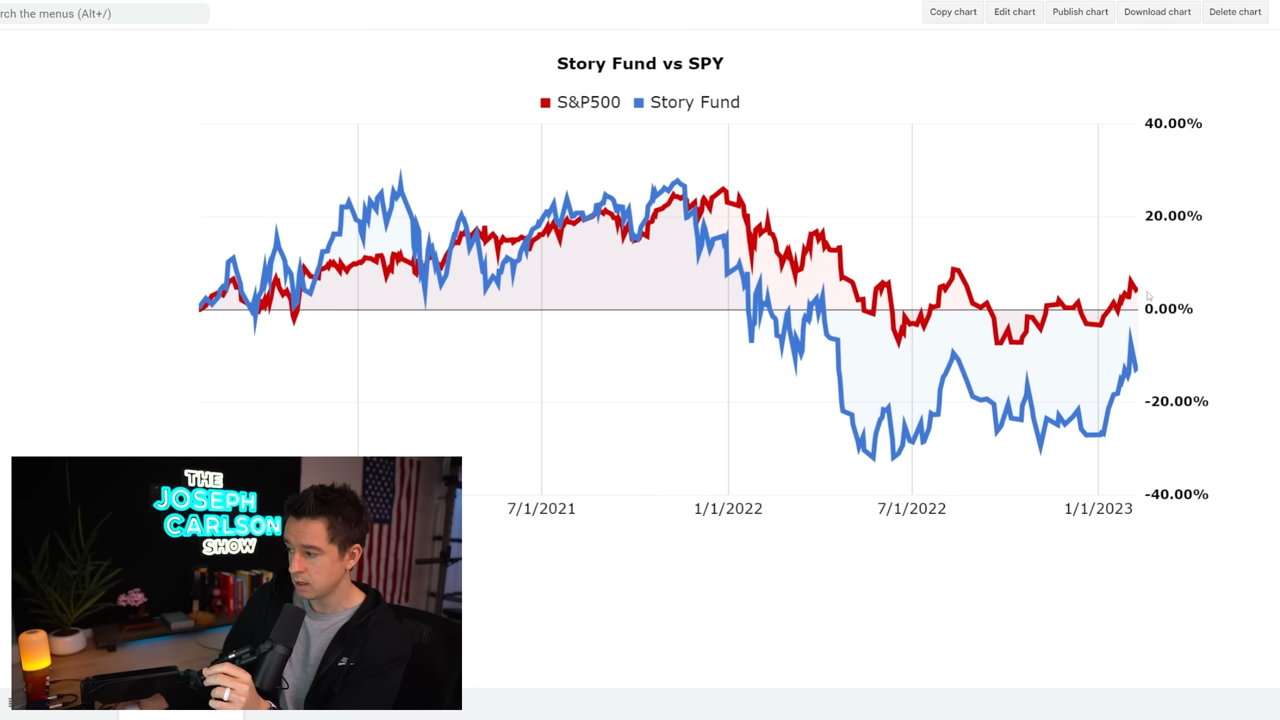 rch the menus (Alt+/)
Copy chart
Edit chart
Publish chart
Download chart
Delete chart
Story Fund vs SPY
S&P500
Story Fund
40.00%
20.00%
0.00%
-20.00%
-40.00%
7/1/2021
1/1/2022
7/1/2022
1/1/2023
THE
JOSEPH
CARLSON
SHOW